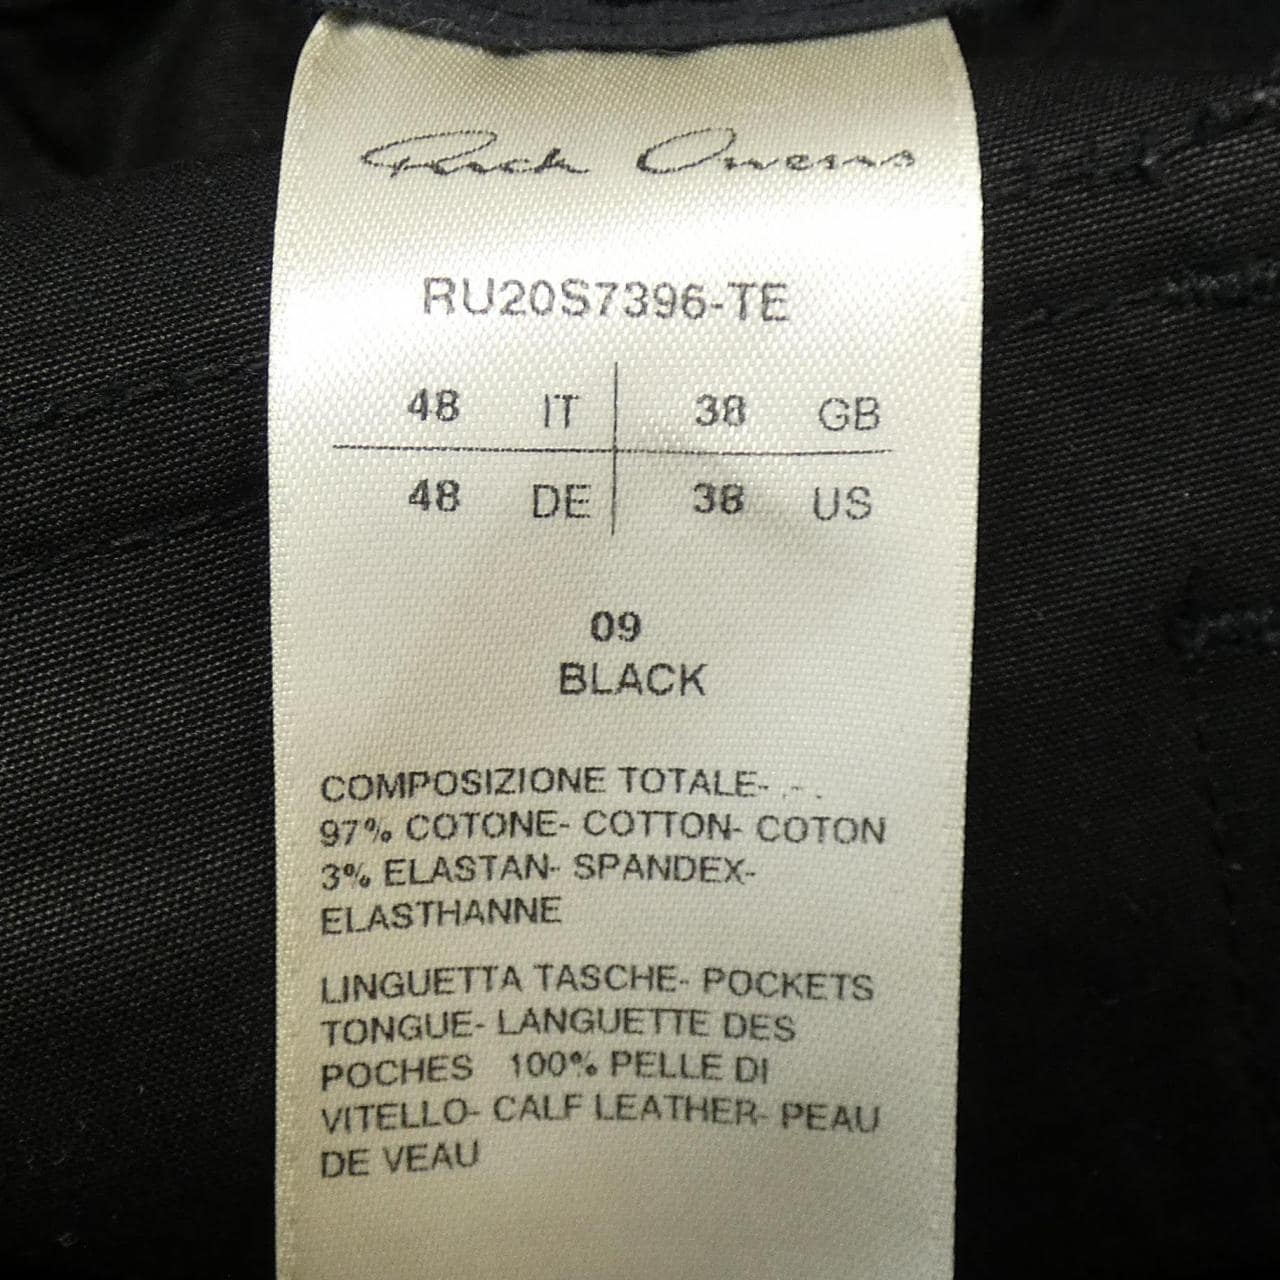 Rick Owens
RU20S7396-TE
48 IT 38 GB
48 DE 38 US
09
BLACK
COMPOSIZIONE TOTALE- - .
97% COTONE- COTTON- COTON
3% ELASTAN- SPANDEX-
ELASTHANNE
LINGUETTA TASCHE- POCKETS
TONGUE- LANGUETTE DES
POCHES 100% PELLE DI
VITELLO- CALF LEATHER- PEAU
DE VEAU